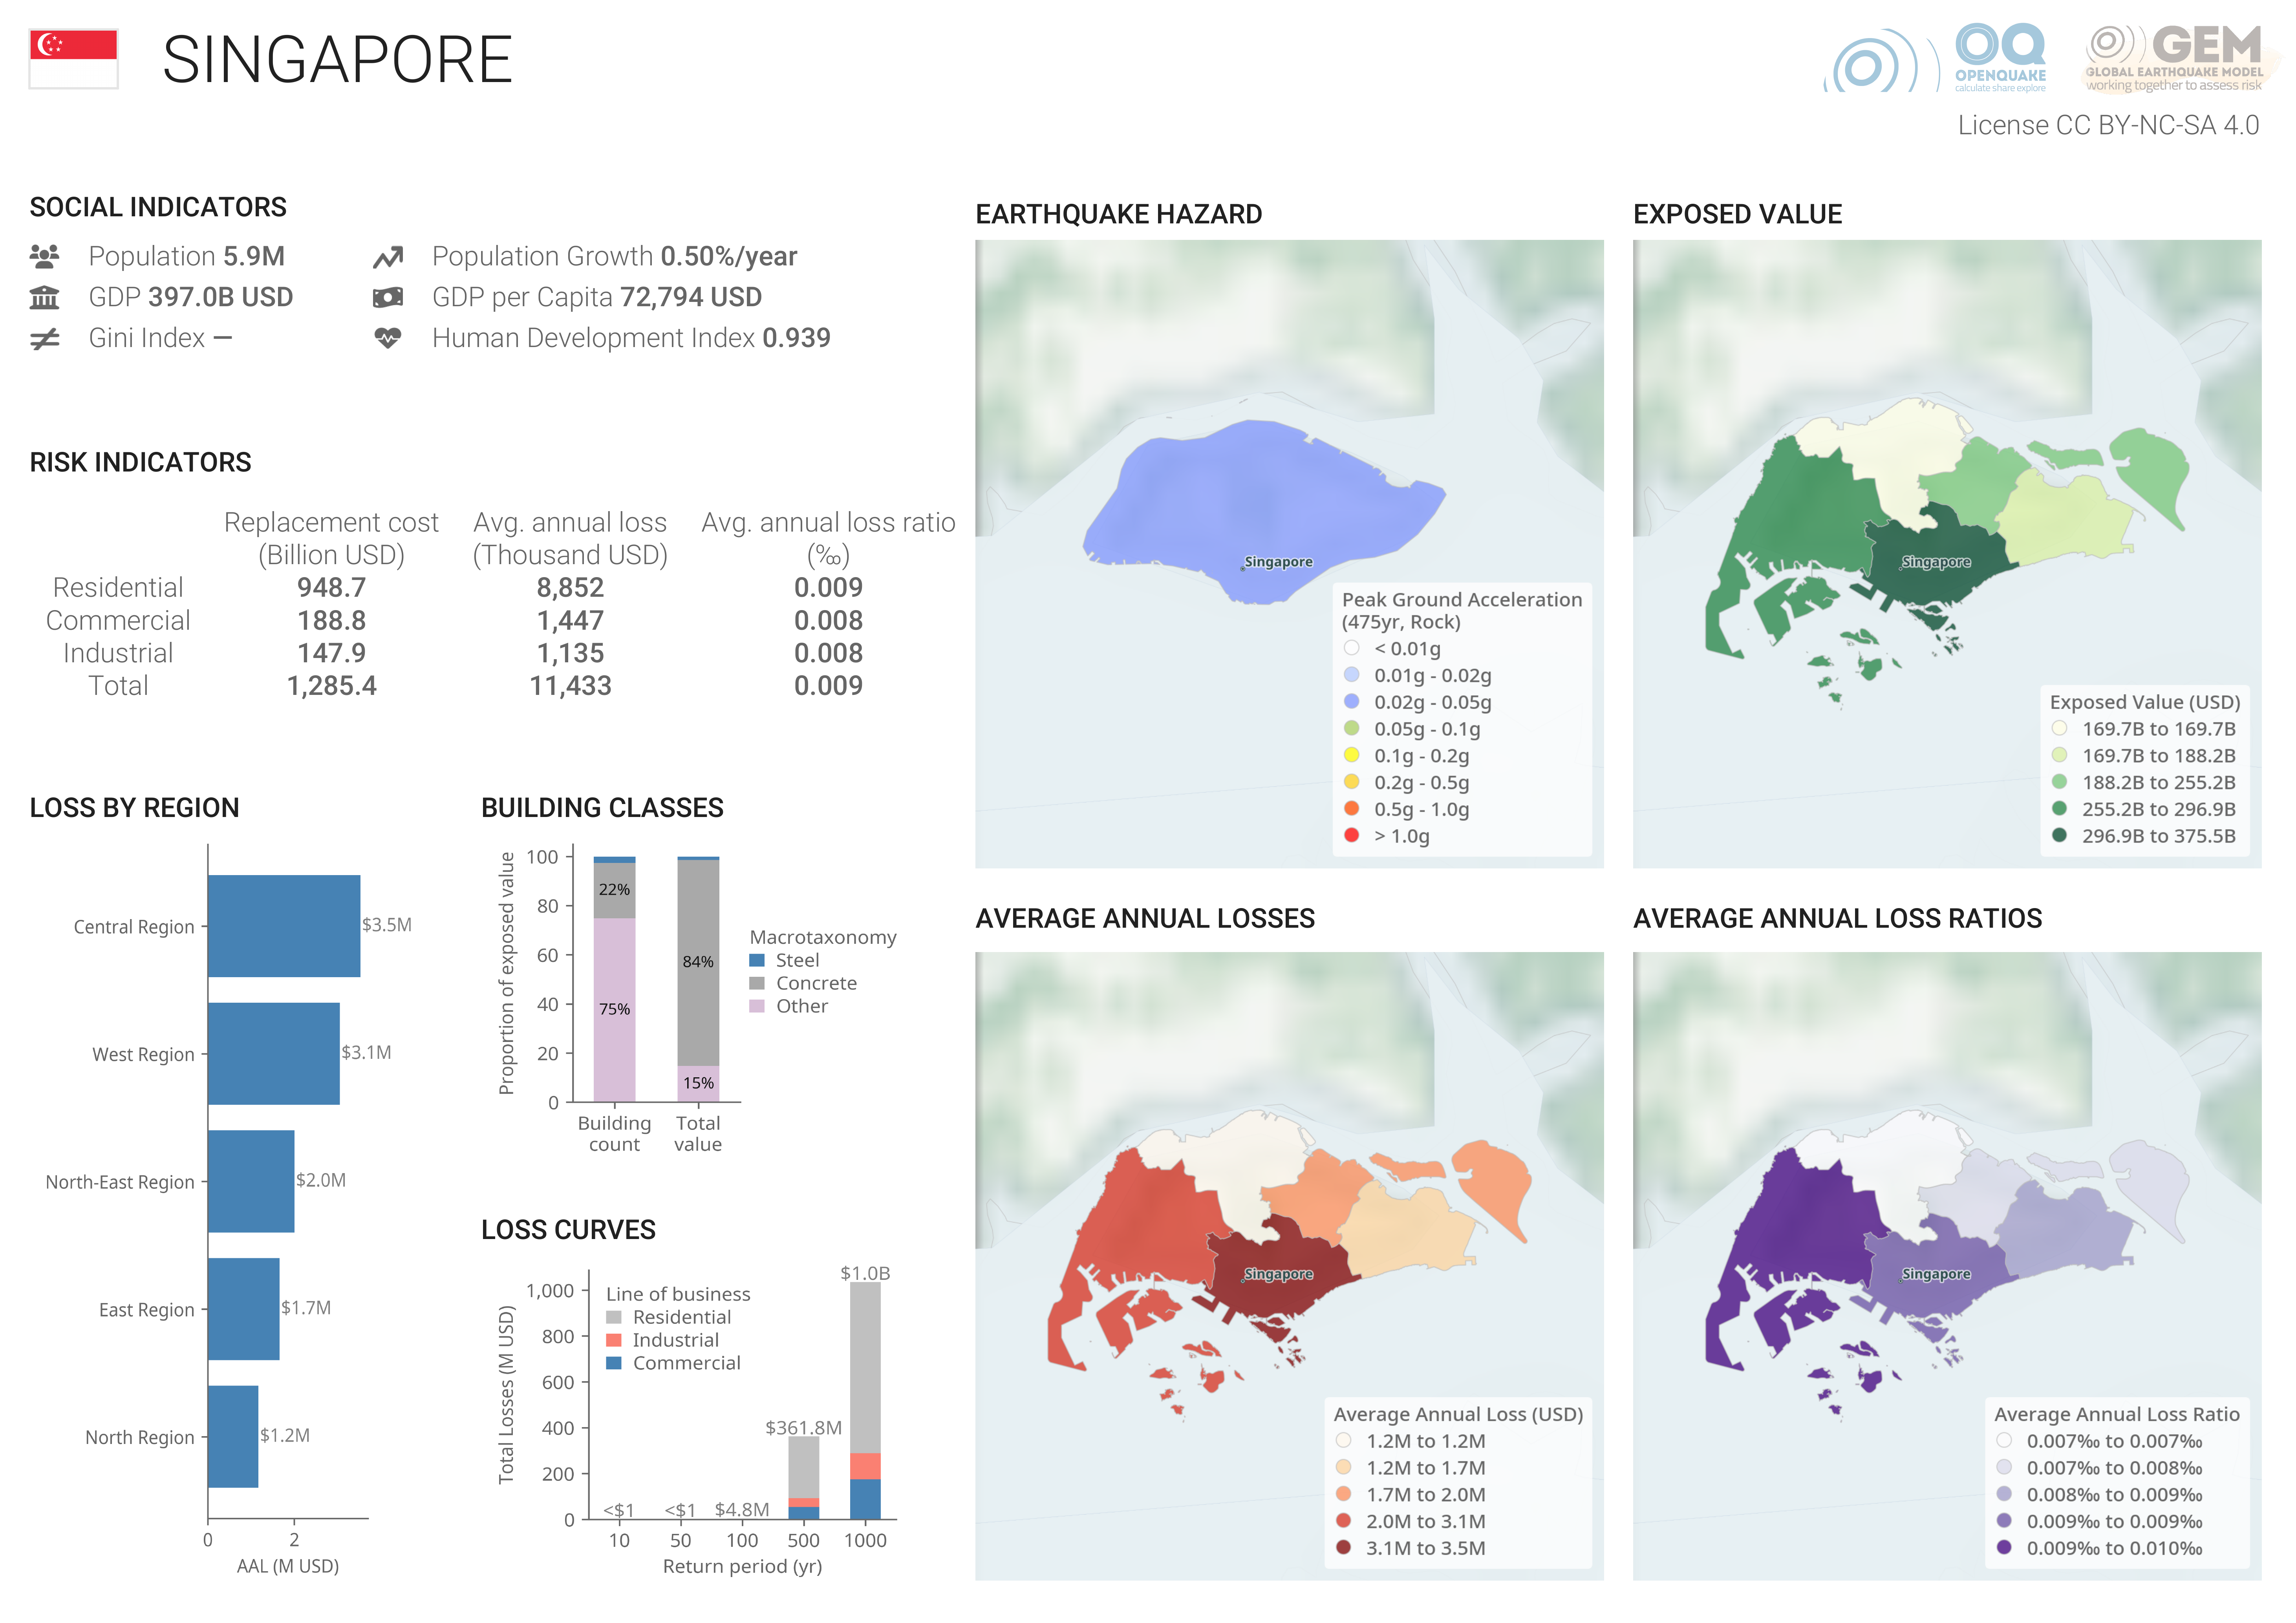 SINGAPORE
OQ
OPENQUAKE
calculate share explore
GEM
GLOBAL EARTHQUAKE MODEL
working together to assess risk
License CC BY-NC-SA 4.0
SOCIAL INDICATORS
Population 5.9M
Population Growth 0.50%/year
GDP 397.0B USD
GDP per Capita 72,794 USD
Gini Index —
Human Development Index 0.939
RISK INDICATORS
Replacement cost Avg. annual loss Avg. annual loss ratio
(Billion USD) (Thousand USD) (‰)
Residential 948.7 8,852 0.009
Commercial 188.8 1,447 0.008
Industrial 147.9 1,135 0.008
Total 1,285.4 11,433 0.009
LOSS BY REGION
Central Region $3.5M
West Region $3.1M
North-East Region $2.0M
East Region $1.7M
North Region $1.2M
0 2
AAL (M USD)
BUILDING CLASSES
Proportion of exposed value
100
80
60
40
20
0
22%
75%
84%
15%
Building count
Total value
Macrotaxonomy
Steel
Concrete
Other
LOSS CURVES
Total Losses (M USD)
1,000
800
600
400
200
0
Line of business
Residential
Industrial
Commercial
<$1 <$1 $4.8M $361.8M $1.0B
10 50 100 500 1000
Return period (yr)
EARTHQUAKE HAZARD
Singapore
Peak Ground Acceleration
(475yr, Rock)
< 0.01g
0.01g - 0.02g
0.02g - 0.05g
0.05g - 0.1g
0.1g - 0.2g
0.2g - 0.5g
0.5g - 1.0g
> 1.0g
EXPOSED VALUE
Singapore
Exposed Value (USD)
169.7B to 169.7B
169.7B to 188.2B
188.2B to 255.2B
255.2B to 296.9B
296.9B to 375.5B
AVERAGE ANNUAL LOSSES
Singapore
Average Annual Loss (USD)
1.2M to 1.2M
1.2M to 1.7M
1.7M to 2.0M
2.0M to 3.1M
3.1M to 3.5M
AVERAGE ANNUAL LOSS RATIOS
Singapore
Average Annual Loss Ratio
0.007‰ to 0.007‰
0.007‰ to 0.008‰
0.008‰ to 0.009‰
0.009‰ to 0.009‰
0.009‰ to 0.010‰